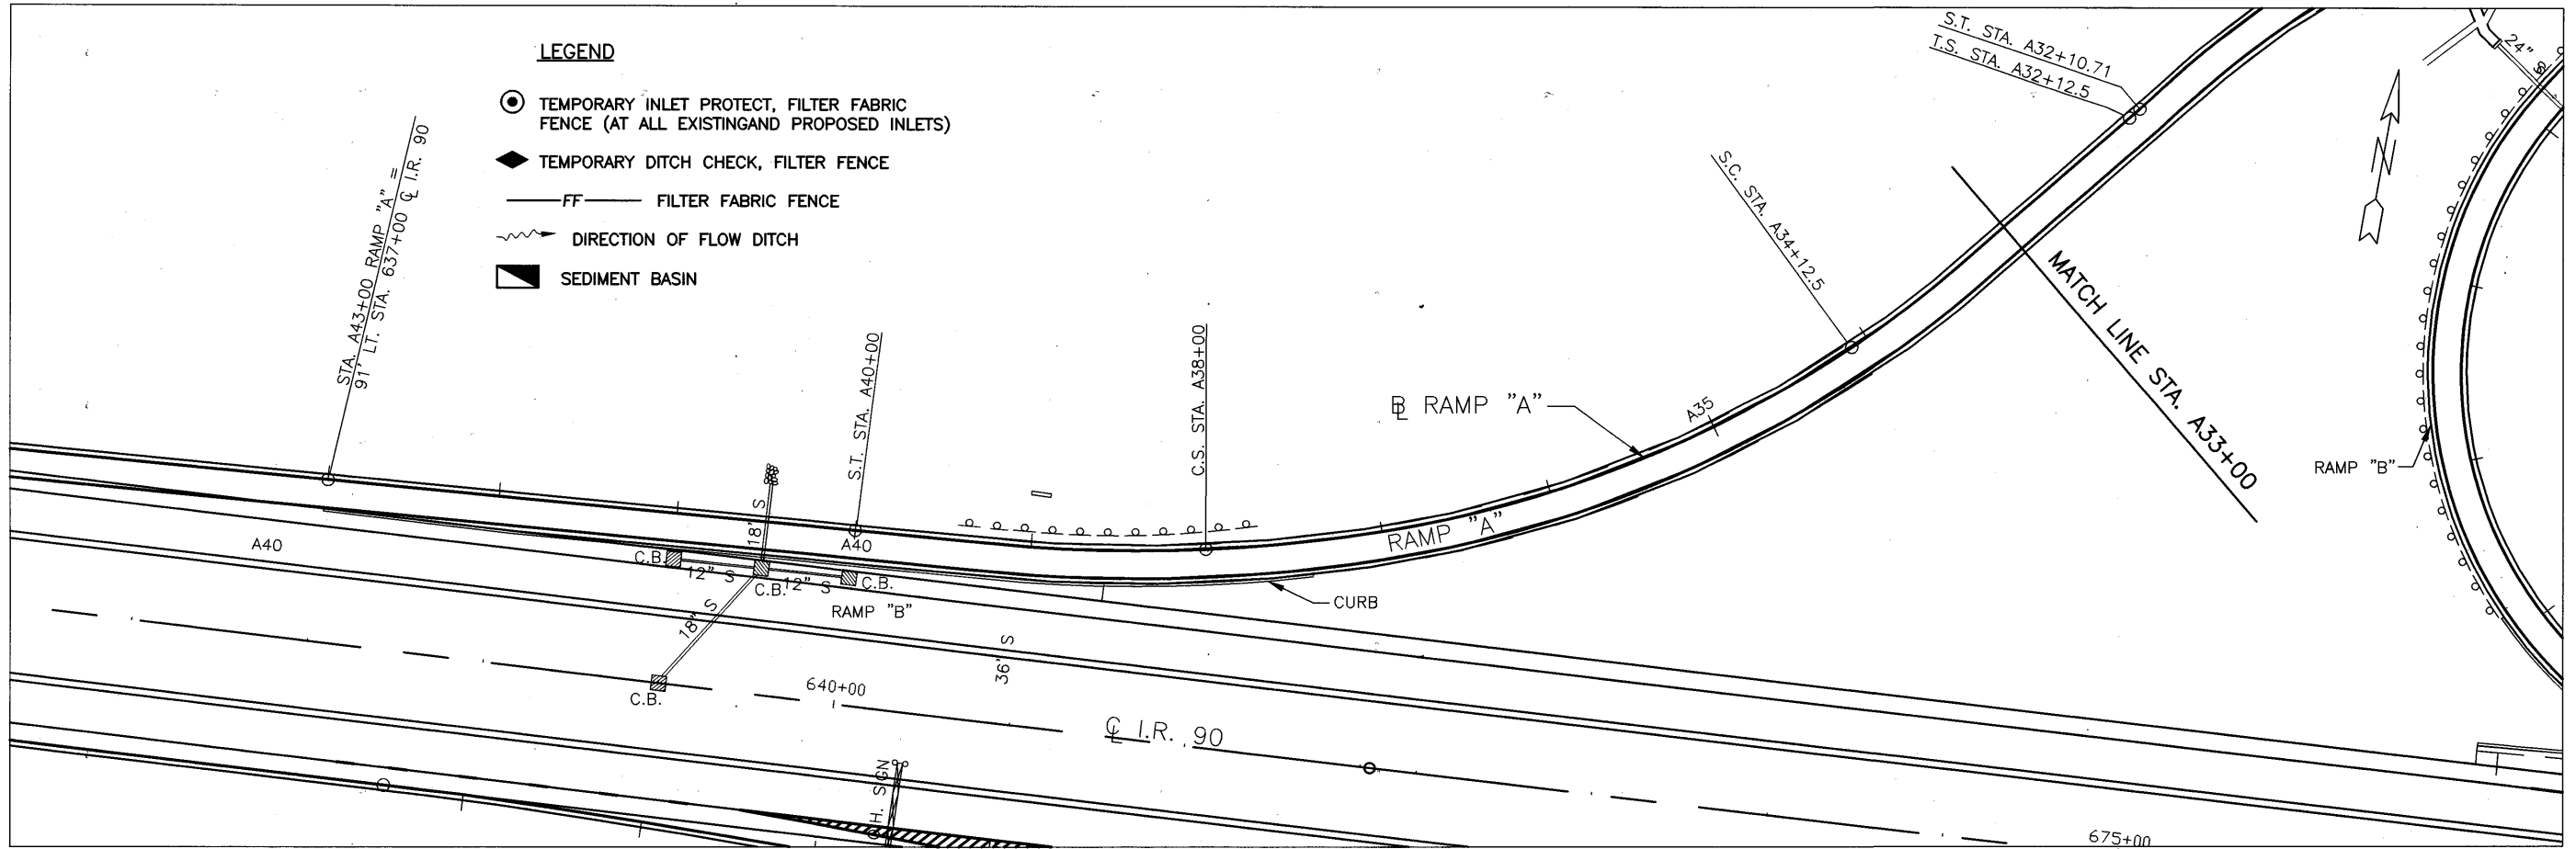 LEGEND
TEMPORARY INLET PROTECT, FILTER FABRIC
FENCE (AT ALL EXISTINGAND PROPOSED INLETS)
TEMPORARY DITCH CHECK, FILTER FENCE
FF
FILTER FABRIC FENCE
DIRECTION OF FLOW DITCH
SEDIMENT BASIN
STA. A43+00 RAMP "A" =
91' LT. STA. 637+00 ℄ I.R. 90
S.T. STA. A40+00
C.S. STA. A38+00
S.C. STA. A34+12.5
S.T. STA. A32+10.71
T.S. STA. A32+12.5
24" S
N
MATCH LINE STA. A33+00
RAMP "B"
BL RAMP "A"
A35
RAMP "A"
18" S
A40
A40
C.B.
12" S
C.B.
12" S
C.B.
RAMP "B"
CURB
18" S
C.B.
36" S
640+00
℄ I.R. 90
O.H. SIGN
675+00